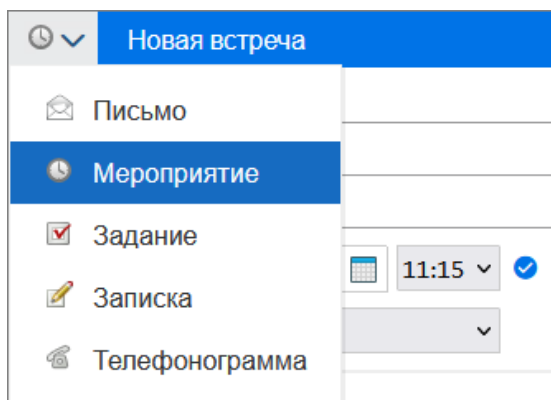 Новая встреча
Письмо
Мероприятие
Задание
11:15
Записка
Телефонограмма